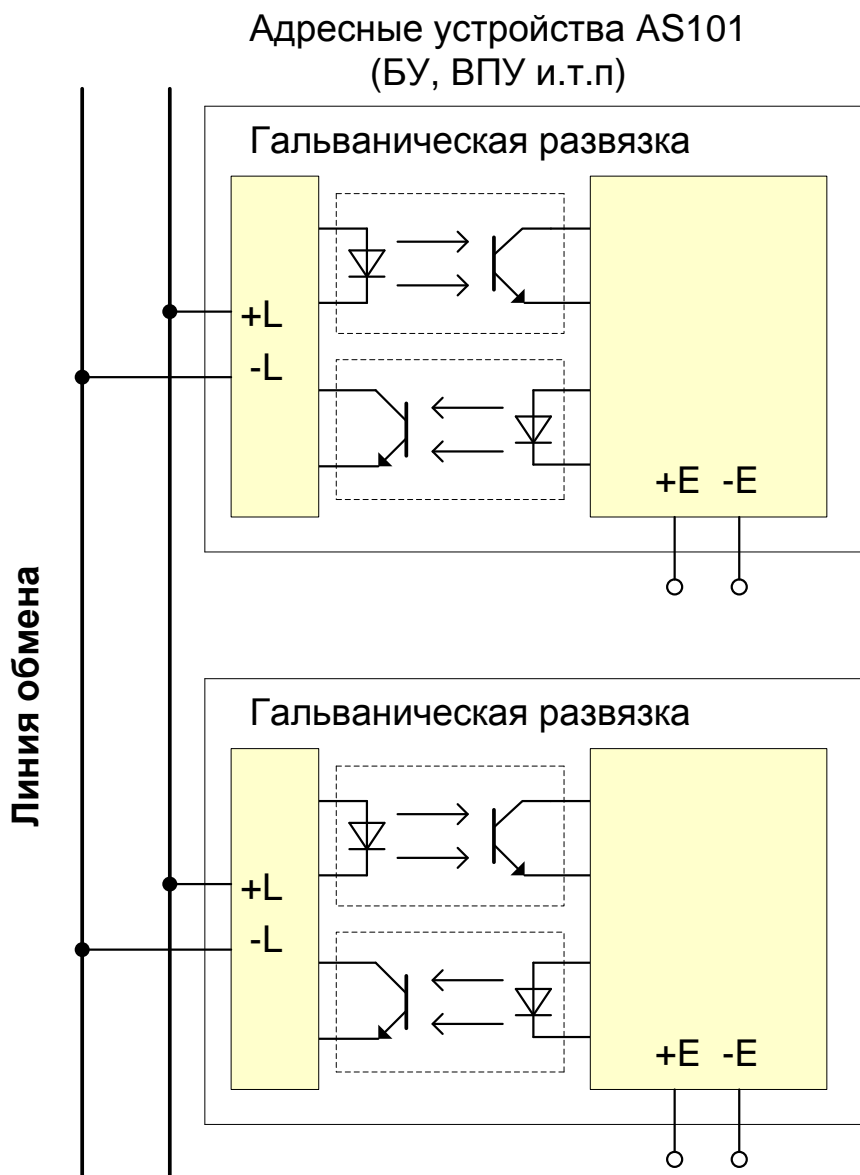 Адресные устройства AS101
(БУ, ВПУ и.т.п)
Гальваническая развязка
+L
-L
+E -E
Линия обмена
Гальваническая развязка
+L
-L
+E -E